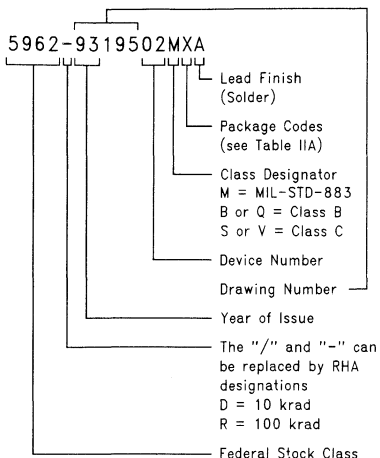 5962-9319502MXA
Lead Finish
(Solder)
Package Codes
(see Table IIA)
Class Designator
M = MIL-STD-883
B or Q = Class B
S or V = Class C
Device Number
Drawing Number
Year of Issue
The "/" and "-" can
be replaced by RHA
designations
D = 10 krad
R = 100 krad
Federal Stock Class